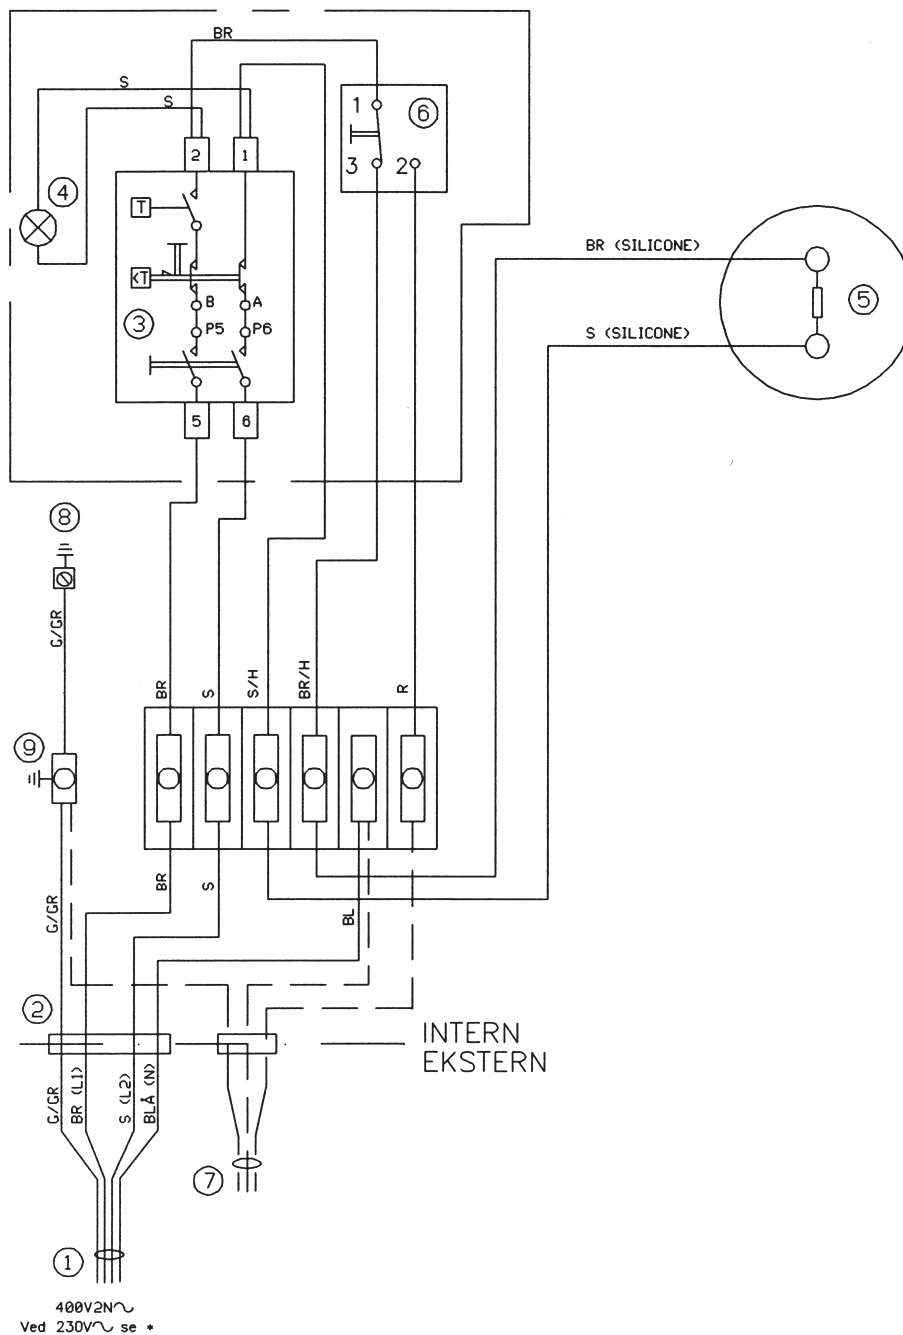 BR
S
S
1
6
3
2
2
1
4
T
BR (SILICONE)
KT
5
B
A
3
P5
P6
S (SILICONE)
5
6
8
G/GR
BR
S
S/H
BR/H
R
9
G/GR
BR
S
BL
2
INTERN
EKSTERN
G/GR
BR (L1)
S (L2)
BLÅ (N)
7
1
400V2N~
Ved 230V~ se *